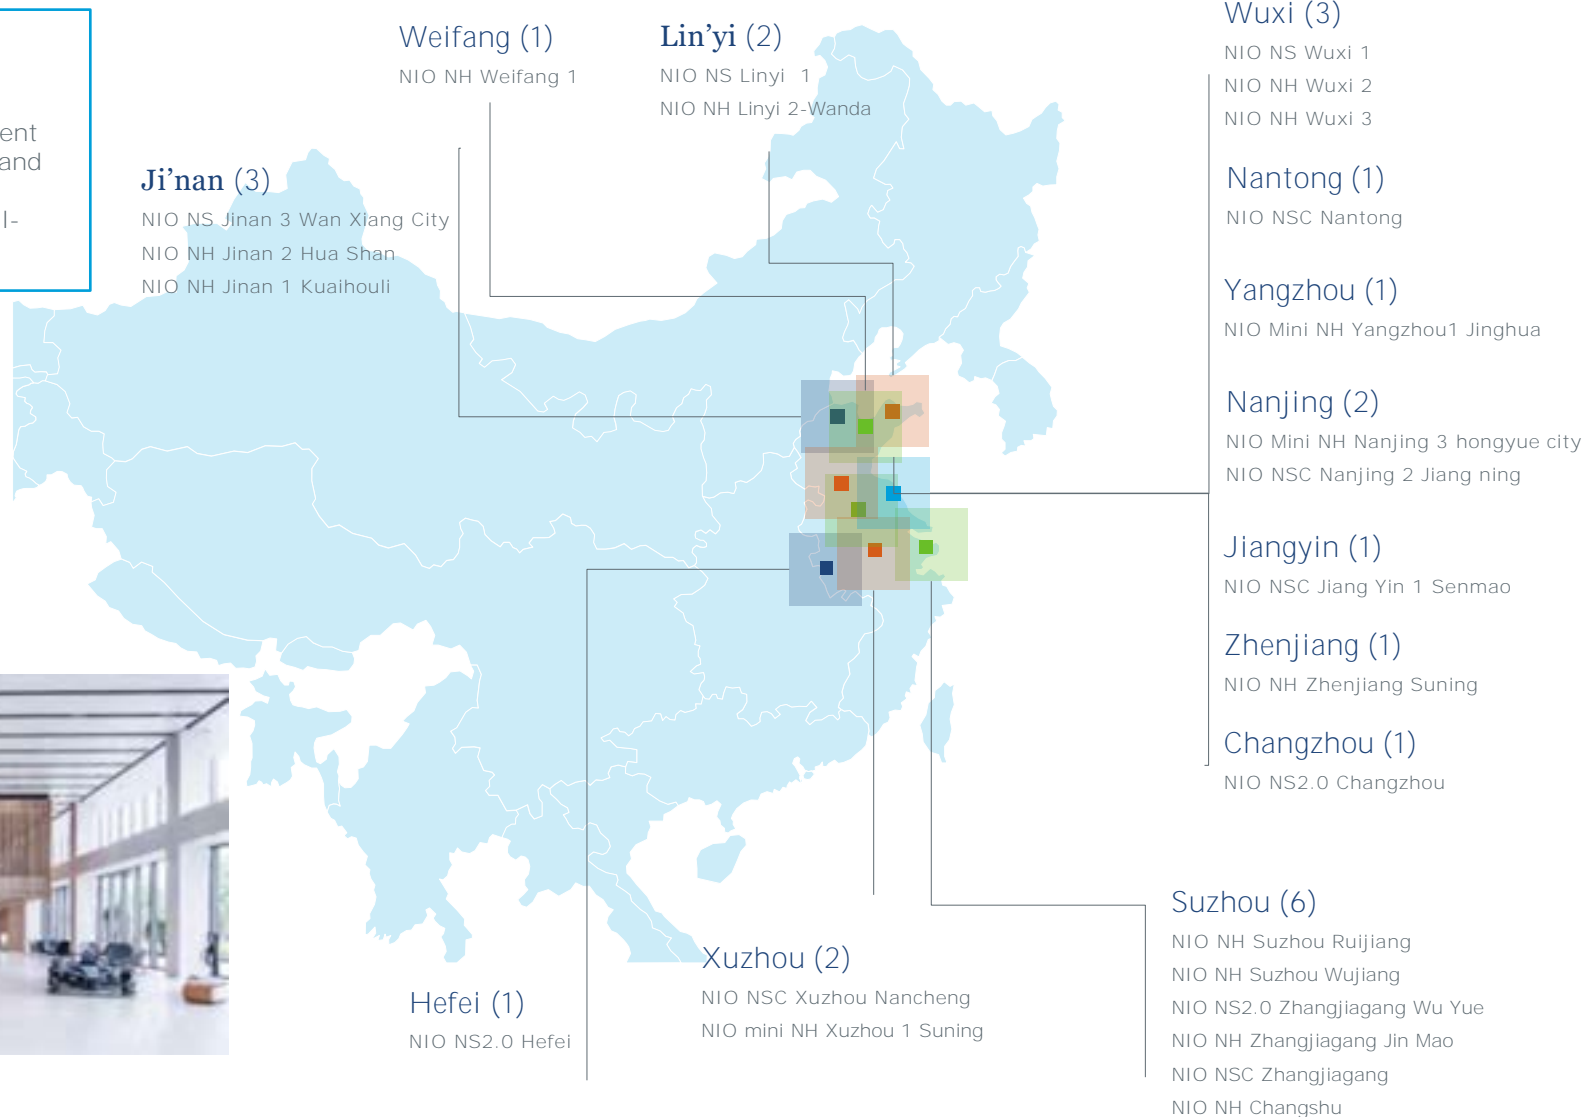 ent
and
l-
Weifang (1)
NIO NH Weifang 1
Lin’yi (2)
NIO NS Linyi 1
NIO NH Linyi 2-Wanda
Ji’nan (3)
NIO NS Jinan 3 Wan Xiang City
NIO NH Jinan 2 Hua Shan
NIO NH Jinan 1 Kuaihouli
Wuxi (3)
NIO NS Wuxi 1
NIO NH Wuxi 2
NIO NH Wuxi 3
Nantong (1)
NIO NSC Nantong
Yangzhou (1)
NIO Mini NH Yangzhou1 Jinghua
Nanjing (2)
NIO Mini NH Nanjing 3 hongyue city
NIO NSC Nanjing 2 Jiang ning
Jiangyin (1)
NIO NSC Jiang Yin 1 Senmao
Zhenjiang (1)
NIO NH Zhenjiang Suning
Changzhou (1)
NIO NS2.0 Changzhou
Suzhou (6)
NIO NH Suzhou Ruijiang
NIO NH Suzhou Wujiang
NIO NS2.0 Zhangjiagang Wu Yue
NIO NH Zhangjiagang Jin Mao
NIO NSC Zhangjiagang
NIO NH Changshu
Xuzhou (2)
NIO NSC Xuzhou Nancheng
NIO mini NH Xuzhou 1 Suning
Hefei (1)
NIO NS2.0 Hefei